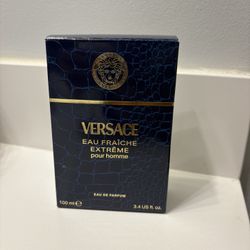 VERSACE
EAU FRAÎCHE
EXTRÊME
pour homme
EAU DE PARFUM
100 ml ℮ 3.4 US fl. oz.